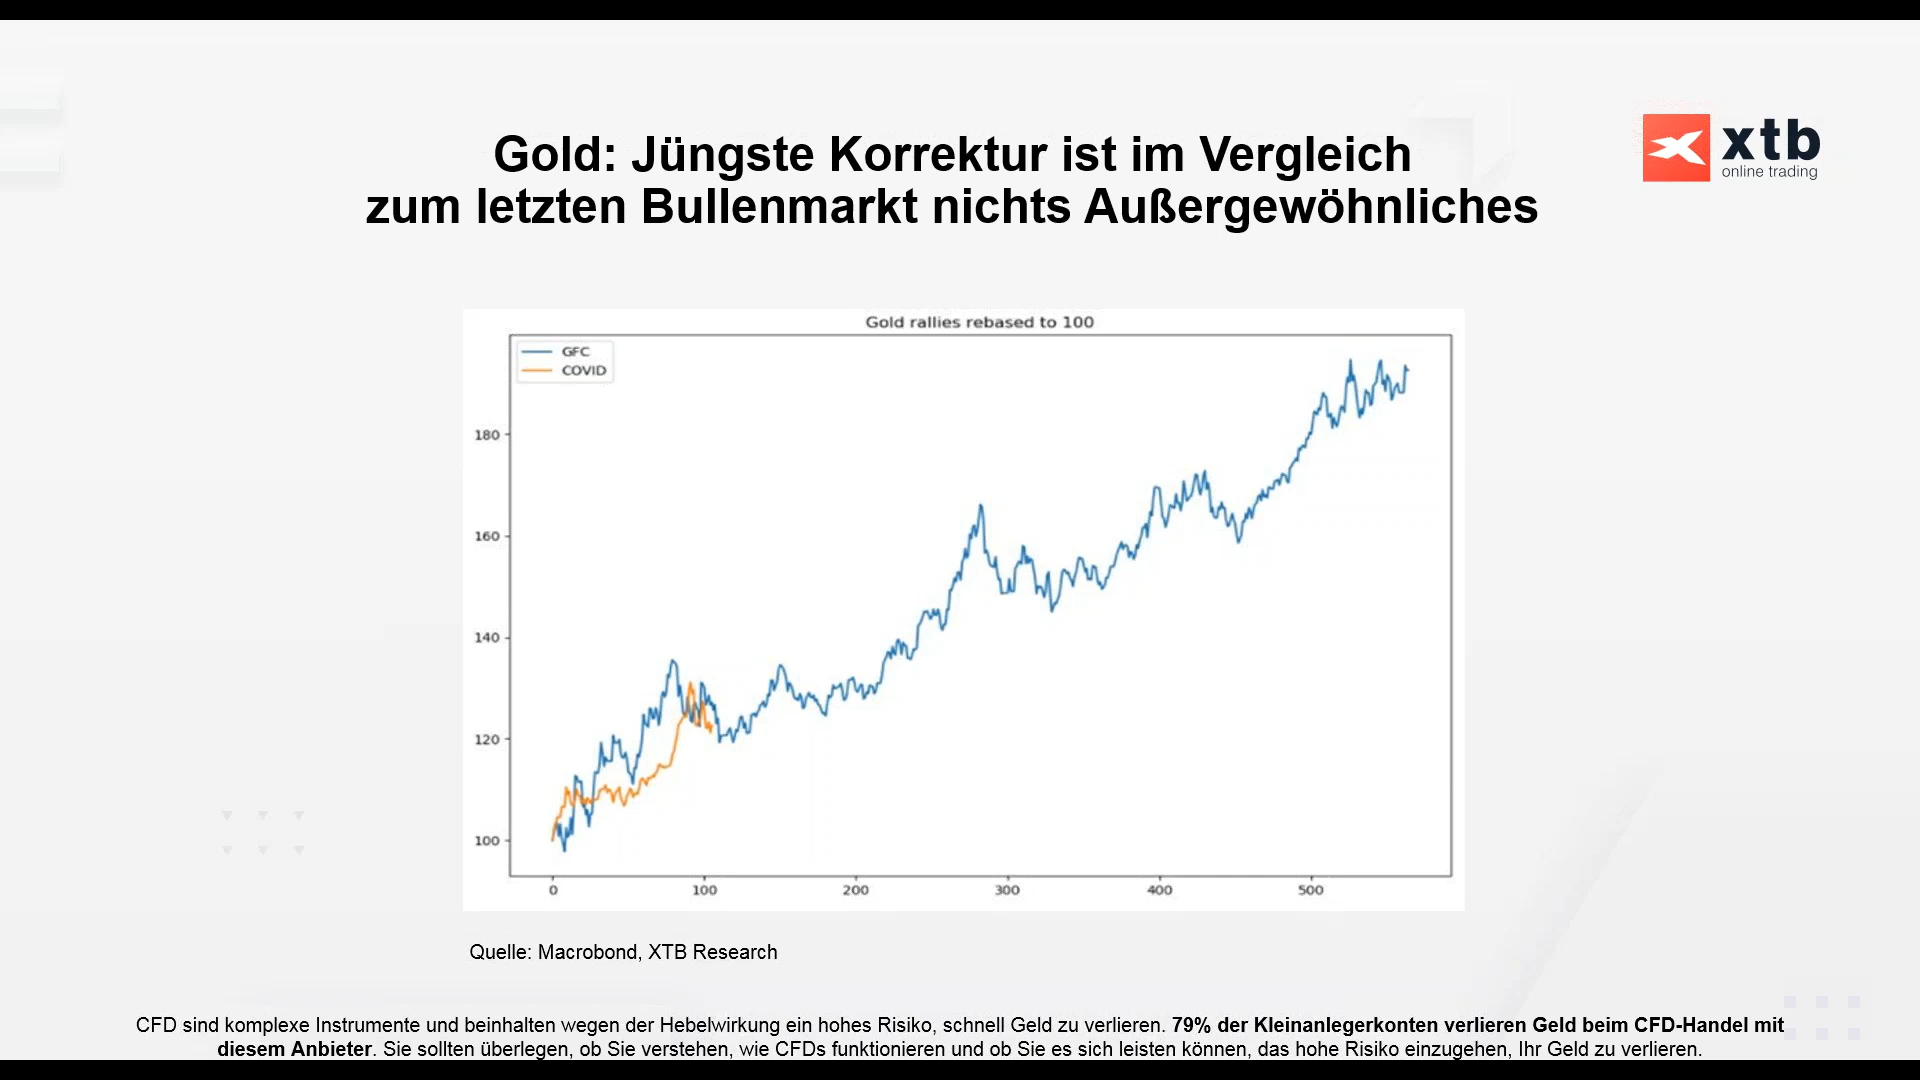 Gold: Jüngste Korrektur ist im Vergleich
zum letzten Bullenmarkt nichts Außergewöhnliches
xtb
online trading
Gold rallies rebased to 100
GFC
COVID
180
160
140
120
100
0 100 200 300 400 500
Quelle: Macrobond, XTB Research
CFD sind komplexe Instrumente und beinhalten wegen der Hebelwirkung ein hohes Risiko, schnell Geld zu verlieren. 79% der Kleinanlegerkonten verlieren Geld beim CFD-Handel mit
diesem Anbieter. Sie sollten überlegen, ob Sie verstehen, wie CFDs funktionieren und ob Sie es sich leisten können, das hohe Risiko einzugehen, Ihr Geld zu verlieren.